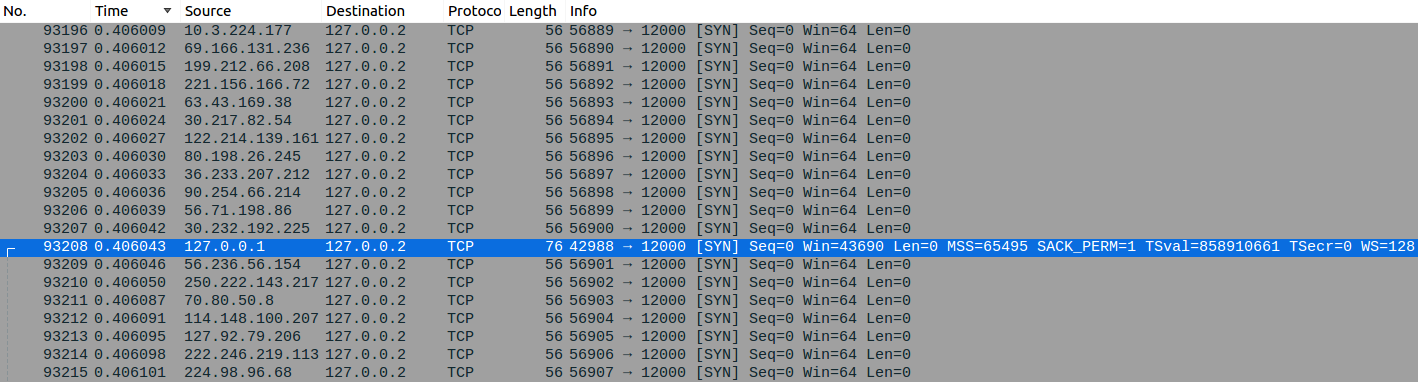 No. Time Source Destination Protoco Length Info
93196 0.406009 10.3.224.177 127.0.0.2 TCP 56 56889 → 12000 [SYN] Seq=0 Win=64 Len=0
93197 0.406012 69.166.131.236 127.0.0.2 TCP 56 56890 → 12000 [SYN] Seq=0 Win=64 Len=0
93198 0.406015 199.212.66.208 127.0.0.2 TCP 56 56891 → 12000 [SYN] Seq=0 Win=64 Len=0
93199 0.406018 221.156.166.72 127.0.0.2 TCP 56 56892 → 12000 [SYN] Seq=0 Win=64 Len=0
93200 0.406021 63.43.169.38 127.0.0.2 TCP 56 56893 → 12000 [SYN] Seq=0 Win=64 Len=0
93201 0.406024 30.217.82.54 127.0.0.2 TCP 56 56894 → 12000 [SYN] Seq=0 Win=64 Len=0
93202 0.406027 122.214.139.161 127.0.0.2 TCP 56 56895 → 12000 [SYN] Seq=0 Win=64 Len=0
93203 0.406030 80.198.26.245 127.0.0.2 TCP 56 56896 → 12000 [SYN] Seq=0 Win=64 Len=0
93204 0.406033 36.233.207.212 127.0.0.2 TCP 56 56897 → 12000 [SYN] Seq=0 Win=64 Len=0
93205 0.406036 90.254.66.214 127.0.0.2 TCP 56 56898 → 12000 [SYN] Seq=0 Win=64 Len=0
93206 0.406039 56.71.198.86 127.0.0.2 TCP 56 56899 → 12000 [SYN] Seq=0 Win=64 Len=0
93207 0.406042 30.232.192.225 127.0.0.2 TCP 56 56900 → 12000 [SYN] Seq=0 Win=64 Len=0
93208 0.406043 127.0.0.1 127.0.0.2 TCP 76 42988 → 12000 [SYN] Seq=0 Win=43690 Len=0 MSS=65495 SACK_PERM=1 TSval=858910661 TSecr=0 WS=128
93209 0.406046 56.236.56.154 127.0.0.2 TCP 56 56901 → 12000 [SYN] Seq=0 Win=64 Len=0
93210 0.406050 250.222.143.217 127.0.0.2 TCP 56 56902 → 12000 [SYN] Seq=0 Win=64 Len=0
93211 0.406087 70.80.50.8 127.0.0.2 TCP 56 56903 → 12000 [SYN] Seq=0 Win=64 Len=0
93212 0.406091 114.148.100.207 127.0.0.2 TCP 56 56904 → 12000 [SYN] Seq=0 Win=64 Len=0
93213 0.406095 127.92.79.206 127.0.0.2 TCP 56 56905 → 12000 [SYN] Seq=0 Win=64 Len=0
93214 0.406098 222.246.219.113 127.0.0.2 TCP 56 56906 → 12000 [SYN] Seq=0 Win=64 Len=0
93215 0.406101 224.98.96.68 127.0.0.2 TCP 56 56907 → 12000 [SYN] Seq=0 Win=64 Len=0